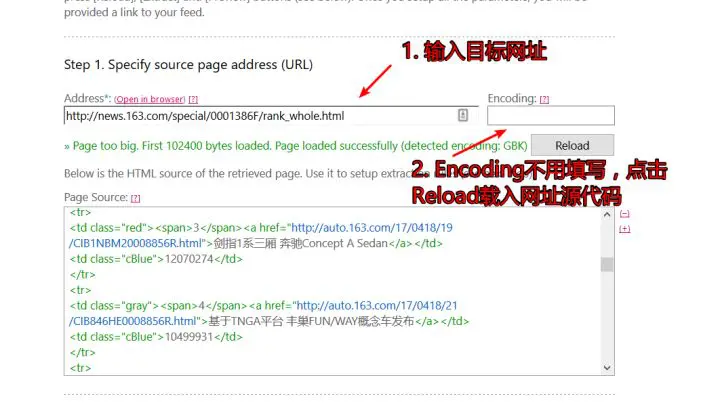 provided a link to your feed.
Step 1. Specify source page address (URL)
1. 输入目标网址
Address*: (Open in browser) [?]
Encoding: [?]
http://news.163.com/special/0001386F/rank_whole.html
» Page too big. First 102400 bytes loaded. Page loaded successfully (detected encoding: GBK)
Reload
2. Encoding不用填写，点击
Reload载入网址源代码
Below is the HTML source of the retrieved page. Use it to setup extraction
Page Source: [?]
<tr>
<td class="red"><span>3</span><a href="http://auto.163.com/17/0418/19
/CIB1NBM20008856R.html">剑指1系三厢 奔驰Concept A Sedan</a></td>
<td class="cBlue">12070274</td>
</tr>
<tr>
<td class="gray"><span>4</span><a href="http://auto.163.com/17/0418/21
/CIB846HE0008856R.html">基于TNGA平台 丰巢FUN/WAY概念车发布</a></td>
<td class="cBlue">10499931</td>
</tr>
<tr>
(–)
(+)